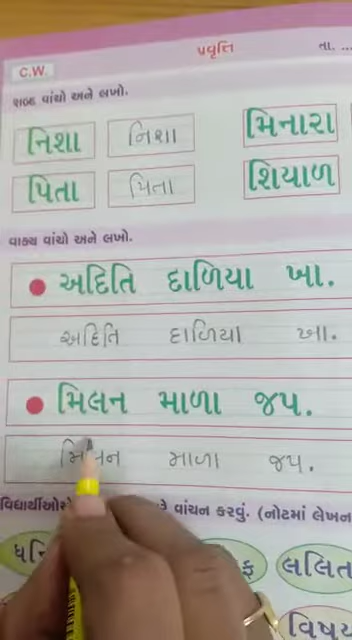 C.W. પ્રવૃત્તિ તા. ...
શબ્દ વાંચો અને લખો.
નિશા નિશા મિનારા
પિતા પિતા શિયાળ
વાક્ય વાંચો અને લખો.
અદિતિ દાળિયા ખા.
અદિતિ દાળિયા ખા.
મિલન માળા જપ.
મિલન માળા જપ.
વાંચન કરવું. (નોટમાં લેખન
લલિત